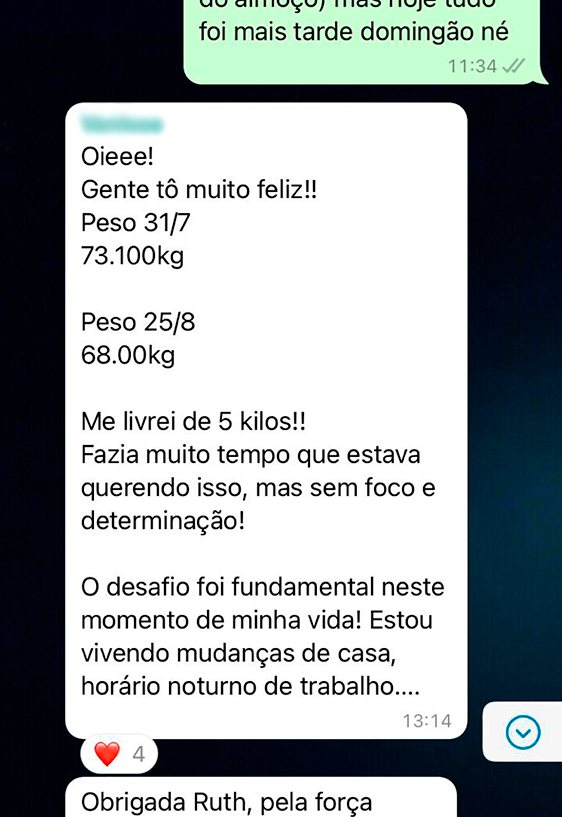 foi mais tarde domingão né
11:34
Oieee!
Gente tô muito feliz!!
Peso 31/7
73.100kg
Peso 25/8
68.00kg
Me livrei de 5 kilos!!
Fazia muito tempo que estava
querendo isso, mas sem foco e
determinação!
O desafio foi fundamental neste
momento de minha vida! Estou
vivendo mudanças de casa,
horário noturno de trabalho....
13:14
4
Obrigada Ruth, pela força